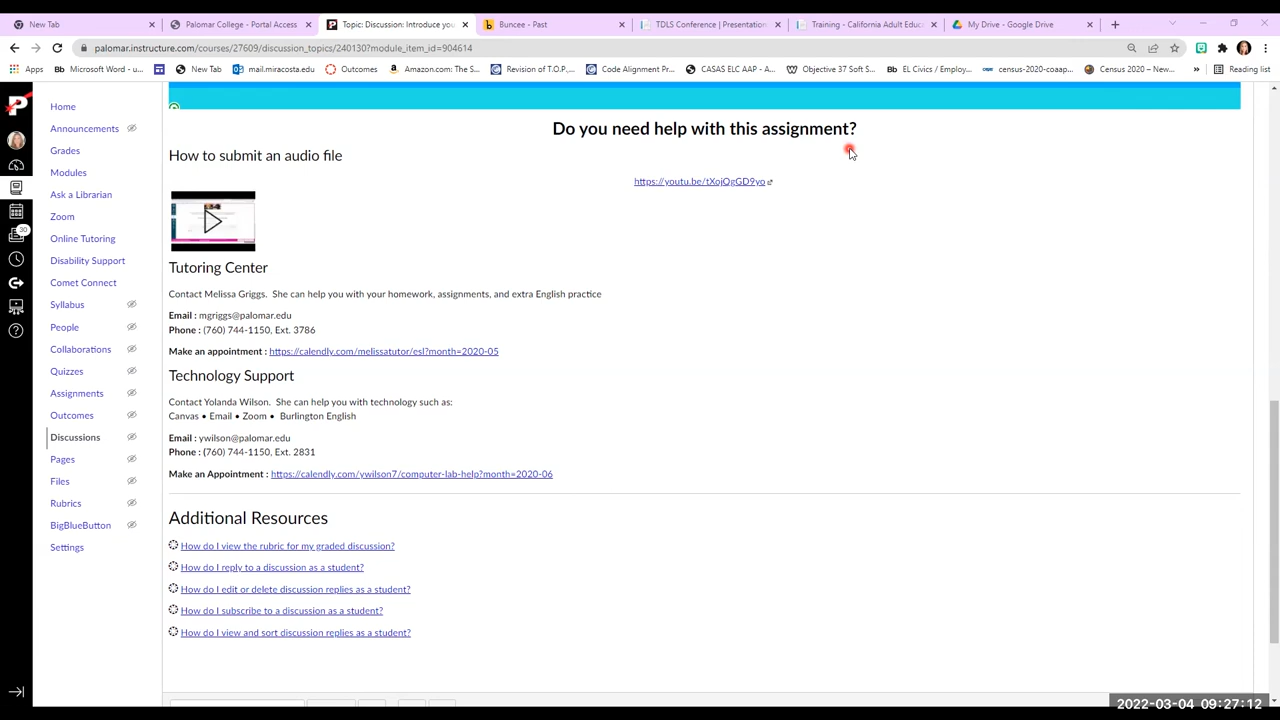 New Tab
Palomar College - Portal Access
Topic: Discussion: Introduce you
Buncee - Past
TDLS Conference | Presentation
Training - California Adult Educ
My Drive - Google Drive
palomar.instructure.com/courses/27609/discussion_topics/240130?module_item_id=904614
Apps
Bb Microsoft Word - u...
New Tab
mail.miracosta.edu
Outcomes
Amazon.com: The S...
Revision of T.O.P,...
Code Alignment Pr...
CASAS ELC AAP - A...
Objective 37 Soft S...
Bb EL Civics / Employ...
census-2020-coaap...
Census 2020 – New...
Reading list
Home
Announcements
Grades
Modules
Ask a Librarian
Zoom
Online Tutoring
Disability Support
Comet Connect
Syllabus
People
Collaborations
Quizzes
Assignments
Outcomes
Discussions
Pages
Files
Rubrics
BigBlueButton
Settings
30
Do you need help with this assignment?
How to submit an audio file
https://youtu.be/tXojQgGD9yo
Tutoring Center
Contact Melissa Griggs. She can help you with your homework, assignments, and extra English practice
Email : mgriggs@palomar.edu
Phone : (760) 744-1150, Ext. 3786
Make an appointment : https://calendly.com/melissatutor/esl?month=2020-05
Technology Support
Contact Yolanda Wilson. She can help you with technology such as:
Canvas • Email • Zoom • Burlington English
Email : ywilson@palomar.edu
Phone : (760) 744-1150, Ext. 2831
Make an Appointment : https://calendly.com/ywilson7/computer-lab-help?month=2020-06
Additional Resources
How do I view the rubric for my graded discussion?
How do I reply to a discussion as a student?
How do I edit or delete discussion replies as a student?
How do I subscribe to a discussion as a student?
How do I view and sort discussion replies as a student?
2022-03-04 09:27:12